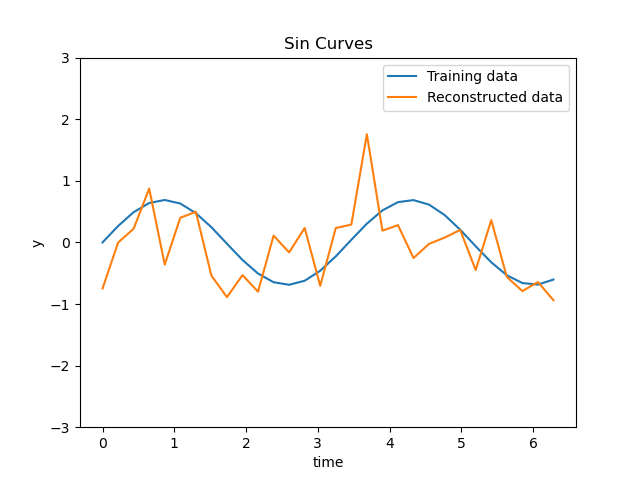 Sin Curves
Training data
Reconstructed data
3
2
1
0
−1
−2
−3
y
0
1
2
3
4
5
6
time